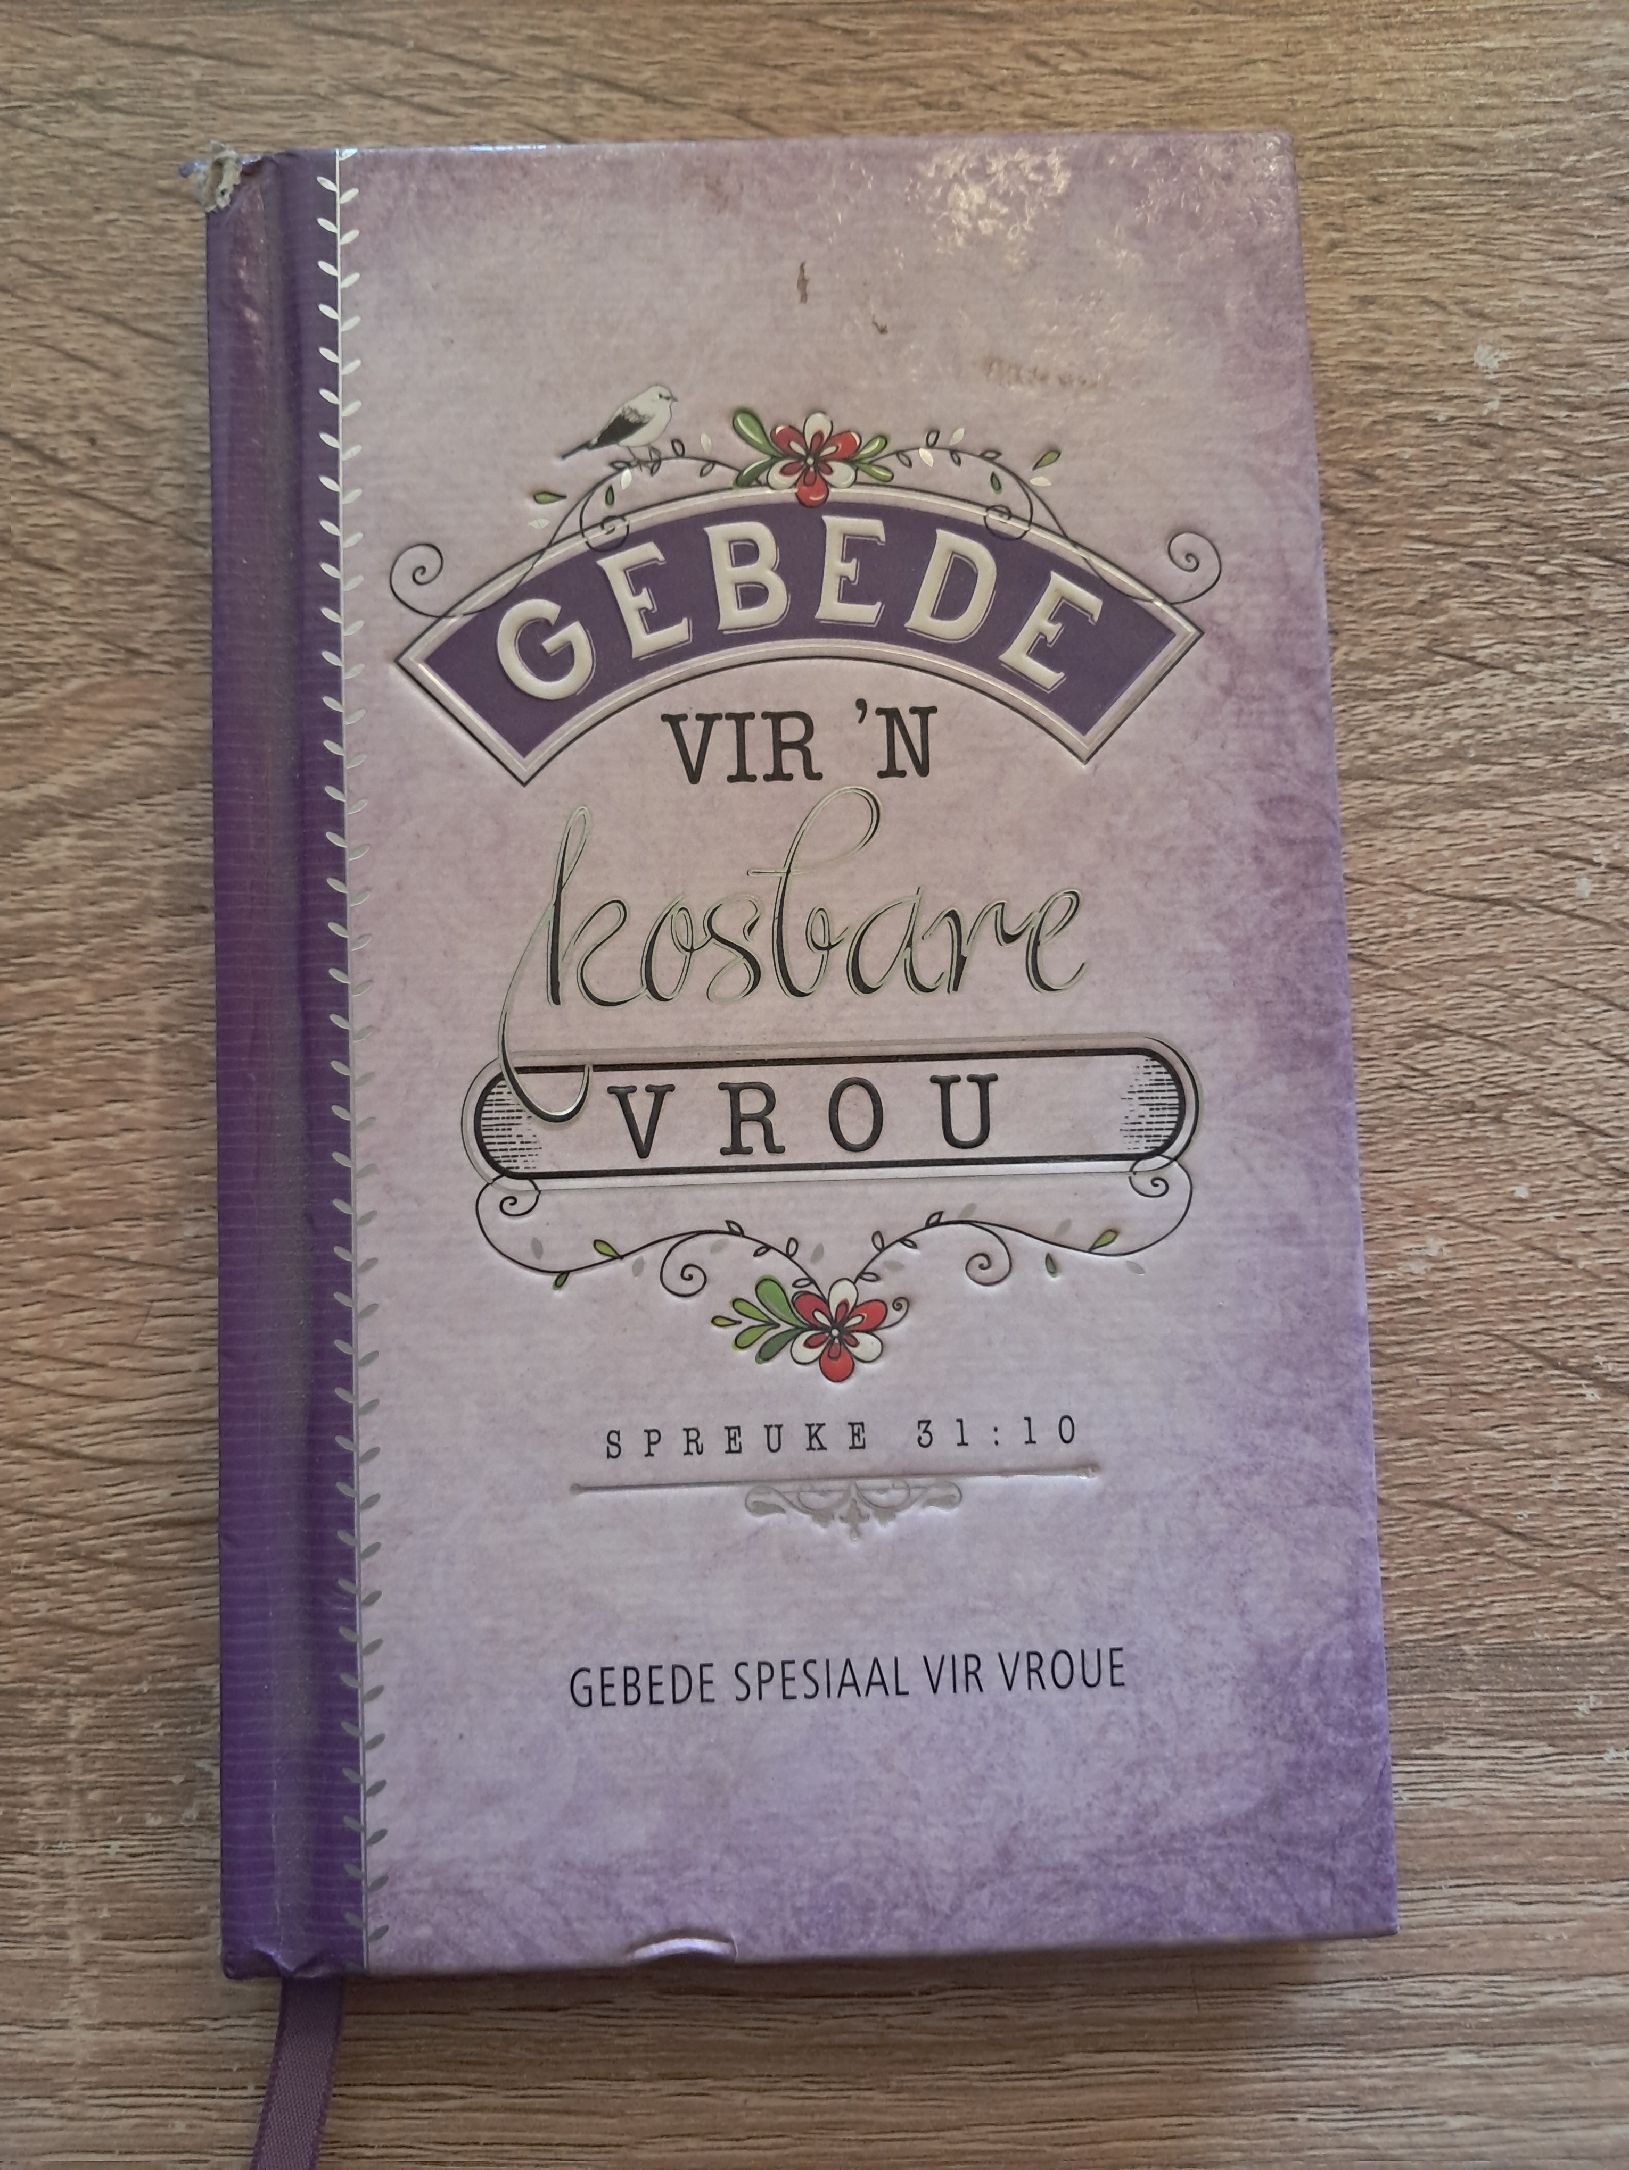 GEBEDE
VIR 'N
kosbare
VROU
SPREUKE 31:10
GEBEDE SPESIAAL VIR VROUE